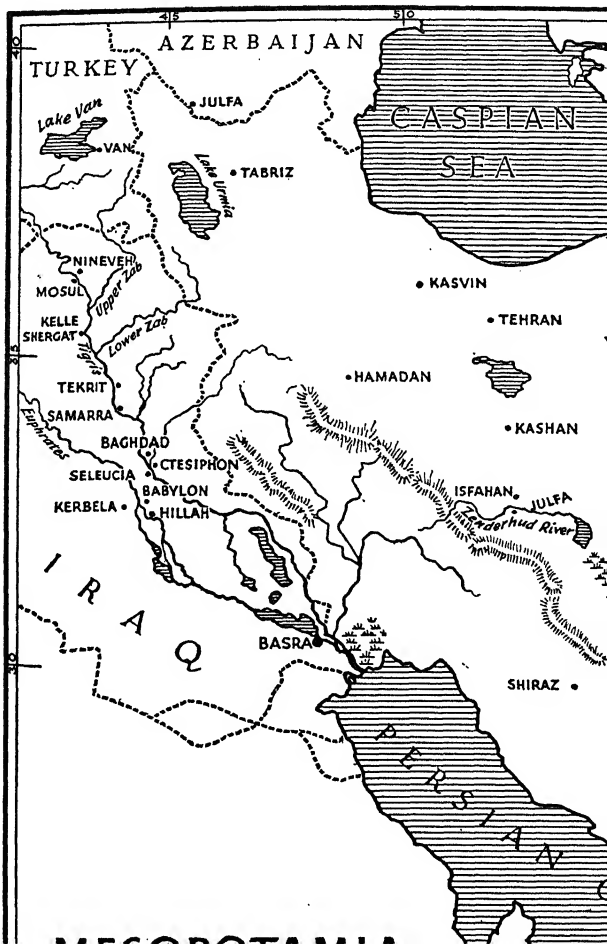 45
50
40
AZERBAIJAN
TURKEY
JULFA
Lake Van
CASPIAN
SEA
VAN
Lake Urmia
TABRIZ
NINEVEH
MOSUL
Upper Zab
KASVIN
KELLE
SHERGAT
Lower Zab
TEHRAN
35
Tigris
TEKRIT
HAMADAN
SAMARRA
Euphrates
BAGHDAD
KASHAN
CTESIPHON
SELEUCIA
BABYLON
ISFAHAN
JULFA
KERBELA
HILLAH
Zenderhud River
IRAQ
BASRA
30
SHIRAZ
PERSIAN G
MESOPOTAMIA